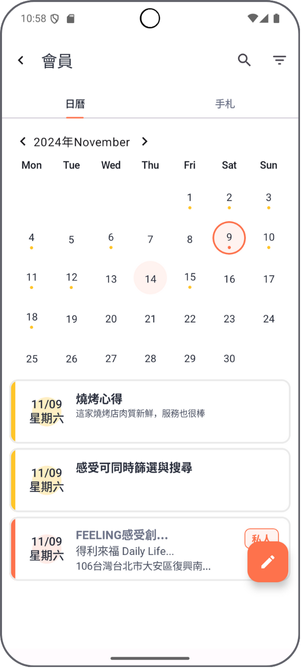 10:58
會員
日曆
手札
2024年November
Mon Tue Wed Thu Fri Sat Sun
1 2 3
4 5 6 7 8 9 10
11 12 13 14 15 16 17
18 19 20 21 22 23 24
25 26 27 28 29 30
11/09
星期六
燒烤心得
這家燒烤店肉質新鮮，服務也很棒
11/09
星期六
感受可同時篩選與搜尋
11/09
星期六
FEELING感受創...
私人
得利來福 Daily Life...
106台灣台北市大安區復興南...